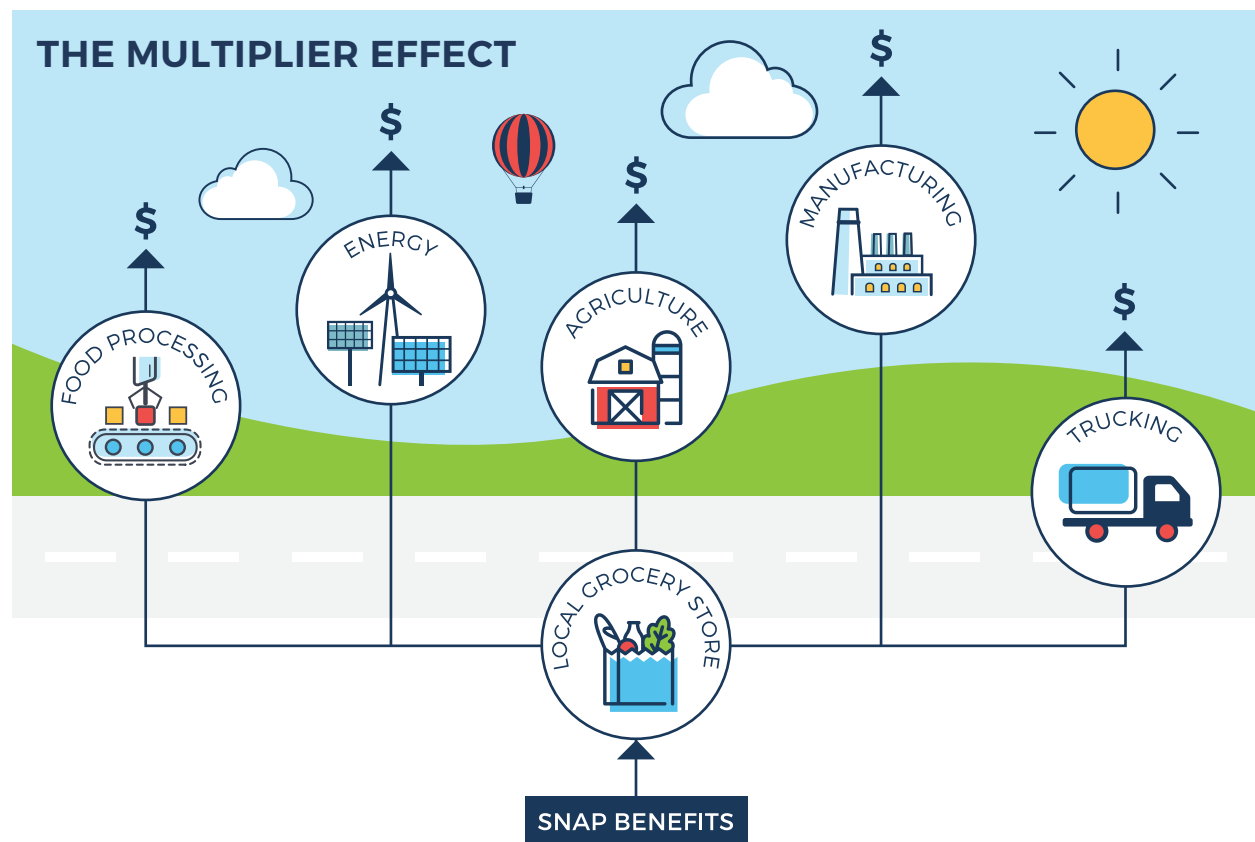 THE MULTIPLIER EFFECT
$
MANUFACTURING
$
ENERGY
$
AGRICULTURE
$
FOOD PROCESSING
$
TRUCKING
LOCAL GROCERY STORE
SNAP BENEFITS